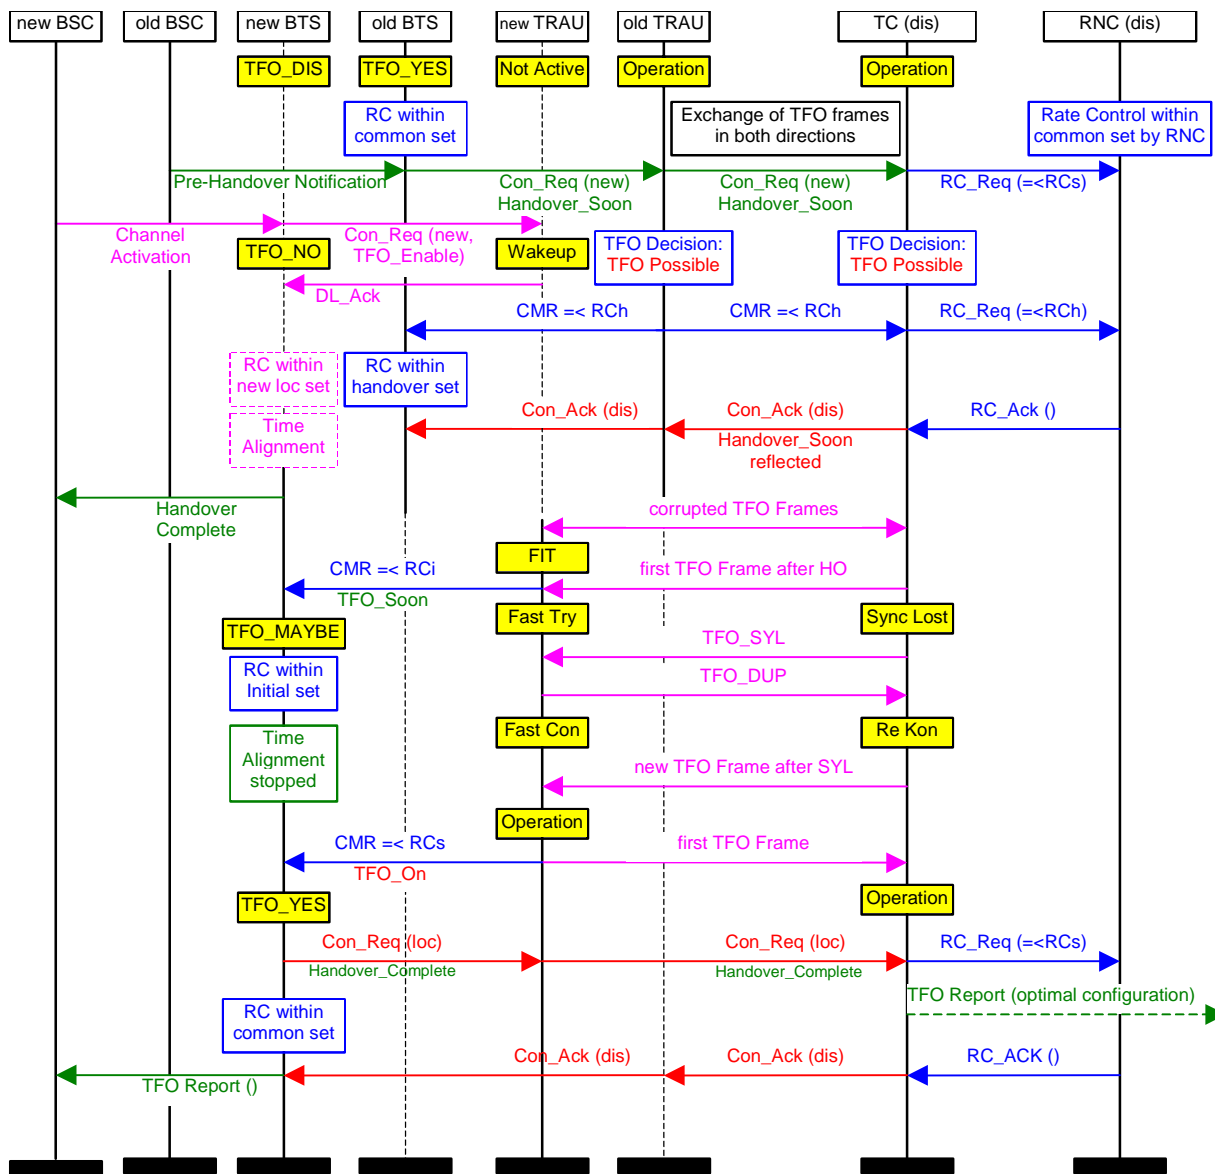 new BSC
old BSC
new BTS
old BTS
new TRAU
old TRAU
TC (dis)
RNC (dis)
TFO_DIS
TFO_YES
Not Active
Operation
Operation
RC within
common set
Exchange of TFO frames
in both directions
Rate Control within
common set by RNC
Pre-Handover Notification
Con_Req (new)
Handover_Soon
Con_Req (new)
Handover_Soon
RC_Req (=<RCs)
Channel
Activation
TFO_NO
Con_Req (new,
TFO_Enable)
Wakeup
TFO Decision:
TFO Possible
TFO Decision:
TFO Possible
DL_Ack
CMR =< RCh
CMR =< RCh
RC_Req (=<RCh)
RC within
new loc set
RC within
handover set
Time
Alignment
Con_Ack (dis)
Con_Ack (dis)
Handover_Soon
reflected
RC_Ack ()
Handover
Complete
corrupted TFO Frames
FIT
CMR =< RCi
TFO_Soon
first TFO Frame after HO
Fast Try
Sync Lost
TFO_MAYBE
TFO_SYL
RC within
Initial set
TFO_DUP
Time
Alignment
stopped
Fast Con
Re Kon
new TFO Frame after SYL
Operation
CMR =< RCs
TFO_On
first TFO Frame
TFO_YES
Operation
Con_Req (loc)
Handover_Complete
Con_Req (loc)
Handover_Complete
RC_Req (=<RCs)
TFO Report (optimal configuration)
RC within
common set
Con_Ack (dis)
Con_Ack (dis)
RC_ACK ()
TFO Report ()